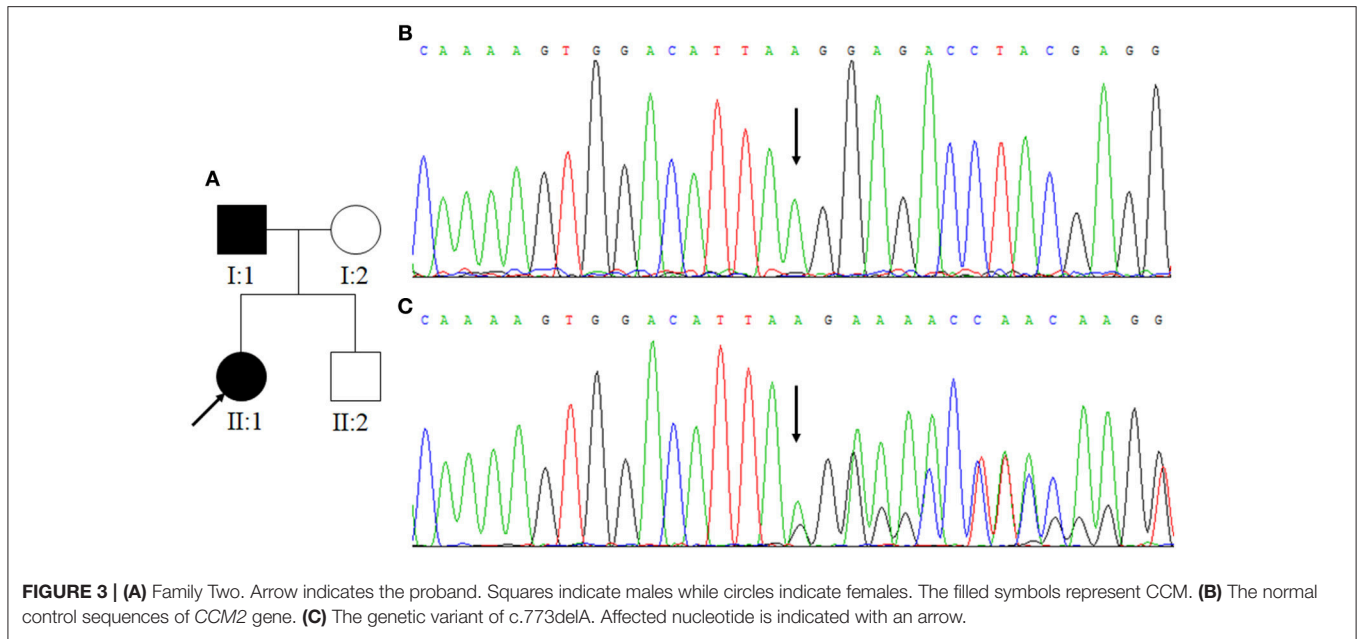 B
C A A A A G T G G A C A T T A A G G A G A C C T A C G A G G
A
I:1 I:2
C
C A A A A G T G G A C A T T A A G A A A A C C A A C A A G G
II:1 II:2
FIGURE 3 | (A) Family Two. Arrow indicates the proband. Squares indicate males while circles indicate females. The filled symbols represent CCM. (B) The normal
control sequences of CCM2 gene. (C) The genetic variant of c.773delA. Affected nucleotide is indicated with an arrow.